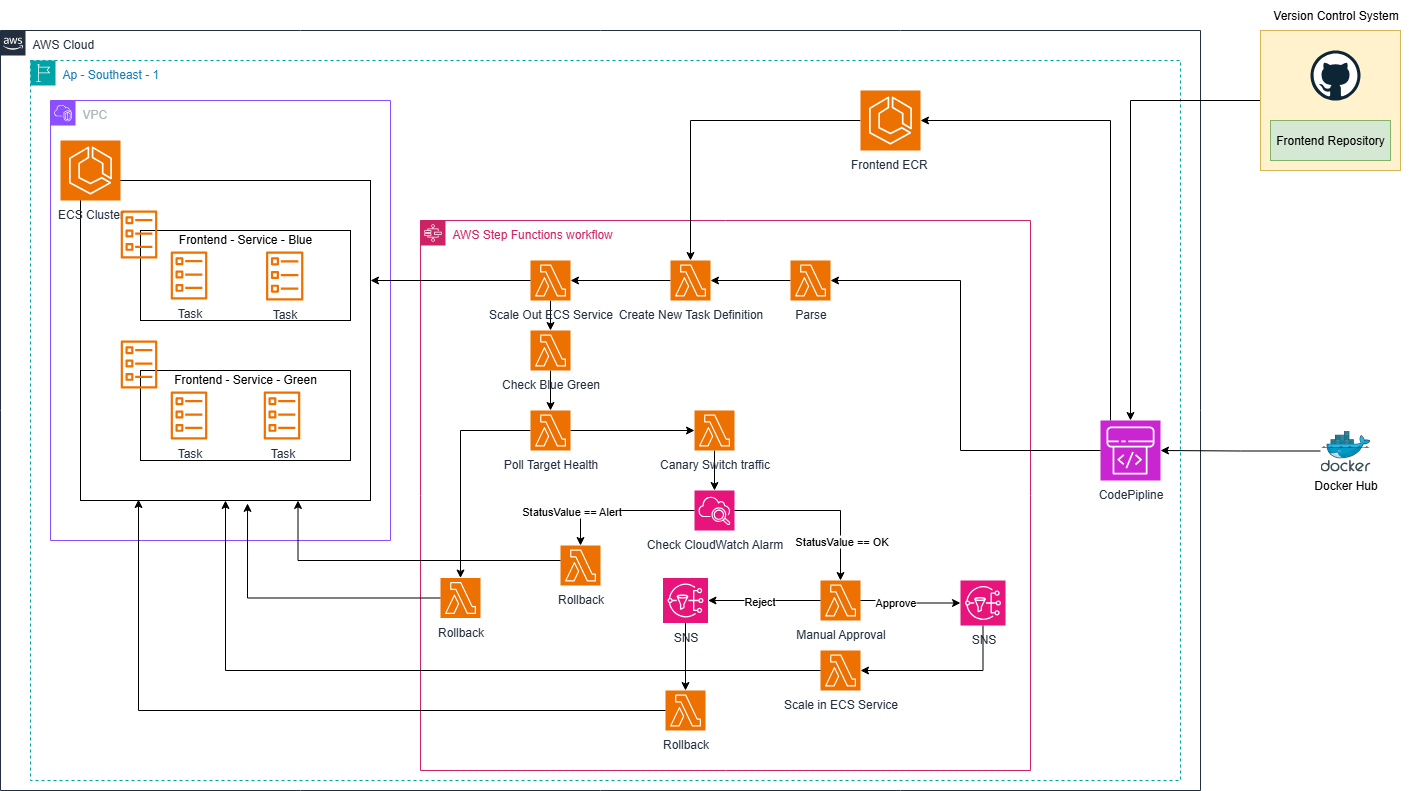 Version Control System
aws
AWS Cloud
Ap - Southeast - 1
VPC
Frontend Repository
Frontend ECR
ECS Cluster
Frontend - Service - Blue
Task
Task
AWS Step Functions workflow
Scale Out ECS Service
Create New Task Definition
Parse
Check Blue Green
Frontend - Service - Green
Task
Task
Poll Target Health
Canary Switch traffic
docker
Docker Hub
CodePipline
StatusValue == Alert
Check CloudWatch Alarm
StatusValue == OK
Rollback
Reject
Approve
Rollback
SNS
Manual Approval
SNS
Scale in ECS Service
Rollback